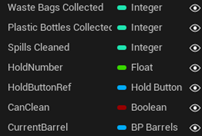 Waste Bags Collected Integer
Plastic Bottles Collected Integer
Spills Cleaned Integer
HoldNumber Float
HoldButtonRef Hold Button
CanClean Boolean
CurrentBarrel BP Barrels